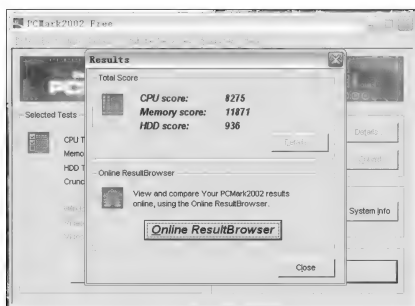 PCMark2002 Free
Results
Total Score
CPU score: 8275
Memory score: 11871
HDD score: 936
Details
Selected Tests
CPU T
Memo
HDD T
Crunc
Details
Online ResultBrowser
View and compare Your PCMark2002 results
online, using the Online ResultBrowser.
Online ResultBrowser
System info
Close